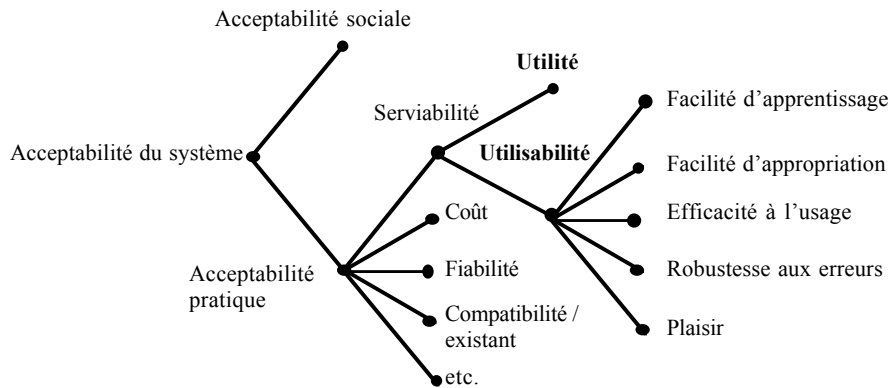 Acceptabilité sociale
Utilité
Serviabilité
Facilité d'apprentissage
Acceptabilité du système
Utilisabilité
Facilité d'appropriation
Coût
Efficacité à l'usage
Acceptabilité
pratique
Fiabilité
Robustesse aux erreurs
Compatibilité /
existant
Plaisir
etc.